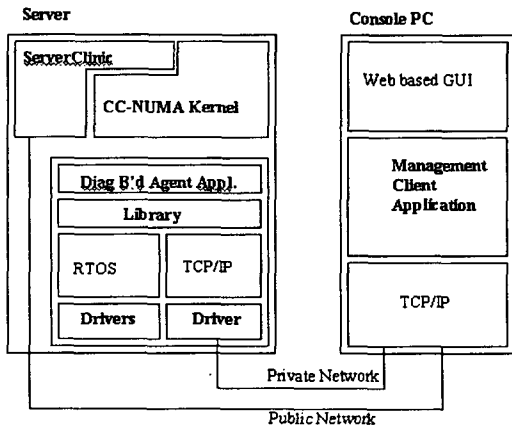 Server
Console PC
ServerClinic
CC-NUMA Kernel
Web based GUI
Diag B'd Agent Appl.
Library
RTOS
TCP/IP
Drivers
Driver
Management
Client
Application
TCP/IP
Private Network
Public Network